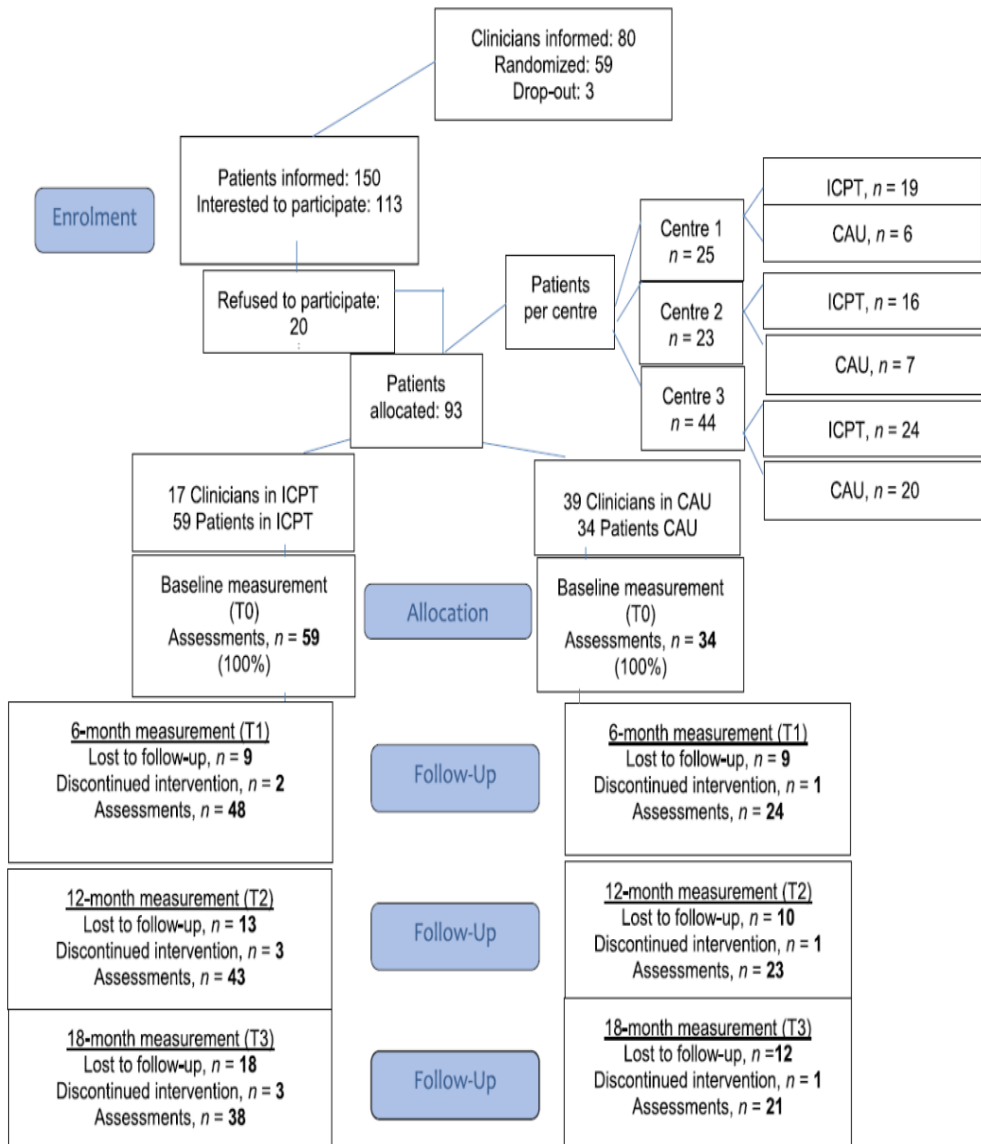 Clinicians informed: 80
Randomized: 59
Drop-out: 3
Enrolment
Patients informed: 150
Interested to participate: 113
Refused to participate:
20
:
Patients
allocated: 93
Patients
per centre
Centre 1
n = 25
ICPT, n = 19
CAU, n = 6
Centre 2
n = 23
ICPT, n = 16
CAU, n = 7
Centre 3
n = 44
ICPT, n = 24
CAU, n = 20
17 Clinicians in ICPT
59 Patients in ICPT
39 Clinicians in CAU
34 Patients CAU
Baseline measurement
(T0)
Assessments, n = 59
(100%)
Allocation
Baseline measurement
(T0)
Assessments, n = 34
(100%)
6-month measurement (T1)
Lost to follow-up, n = 9
Discontinued intervention, n = 2
Assessments, n = 48
Follow-Up
6-month measurement (T1)
Lost to follow-up, n = 9
Discontinued intervention, n = 1
Assessments, n = 24
12-month measurement (T2)
Lost to follow-up, n = 13
Discontinued intervention, n = 3
Assessments, n = 43
Follow-Up
12-month measurement (T2)
Lost to follow-up, n = 10
Discontinued intervention, n = 1
Assessments, n = 23
18-month measurement (T3)
Lost to follow-up, n = 18
Discontinued intervention, n = 3
Assessments, n = 38
Follow-Up
18-month measurement (T3)
Lost to follow-up, n =12
Discontinued intervention, n = 1
Assessments, n = 21